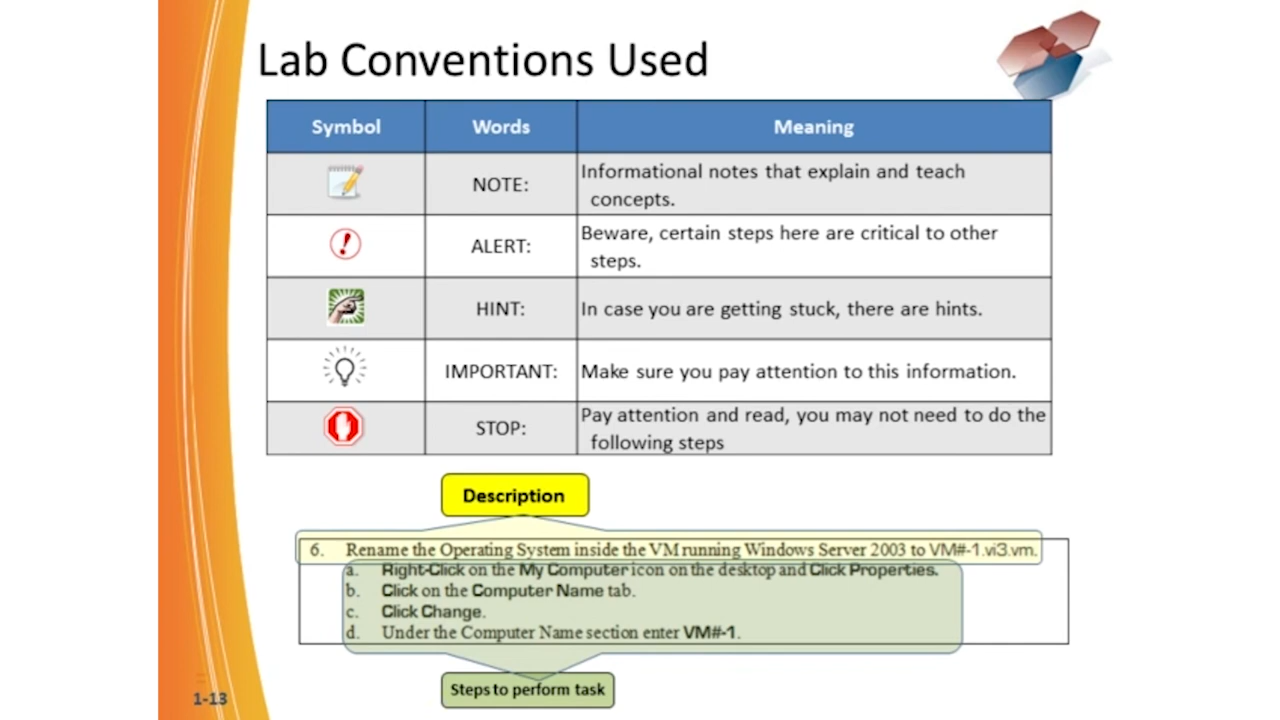 Lab Conventions Used
Symbol Words Meaning
NOTE: Informational notes that explain and teach
concepts.
ALERT: Beware, certain steps here are critical to other
steps.
HINT: In case you are getting stuck, there are hints.
IMPORTANT: Make sure you pay attention to this information.
STOP: Pay attention and read, you may not need to do the
following steps
Description
6. Rename the Operating System inside the VM running Windows Server 2003 to VM#-1.vi3.vm.
a. Right-Click on the My Computer icon on the desktop and Click Properties.
b. Click on the Computer Name tab.
c. Click Change.
d. Under the Computer Name section enter VM#-1.
Steps to perform task
1-13